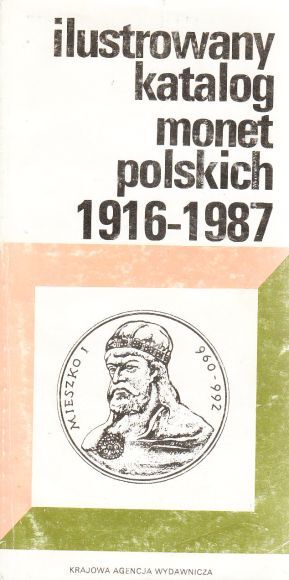 ilustrowany
katalog
monet
polskich
1916-1987
MIESZKO I 960-992
KRAJOWA AGENCJA WYDAWNICZA